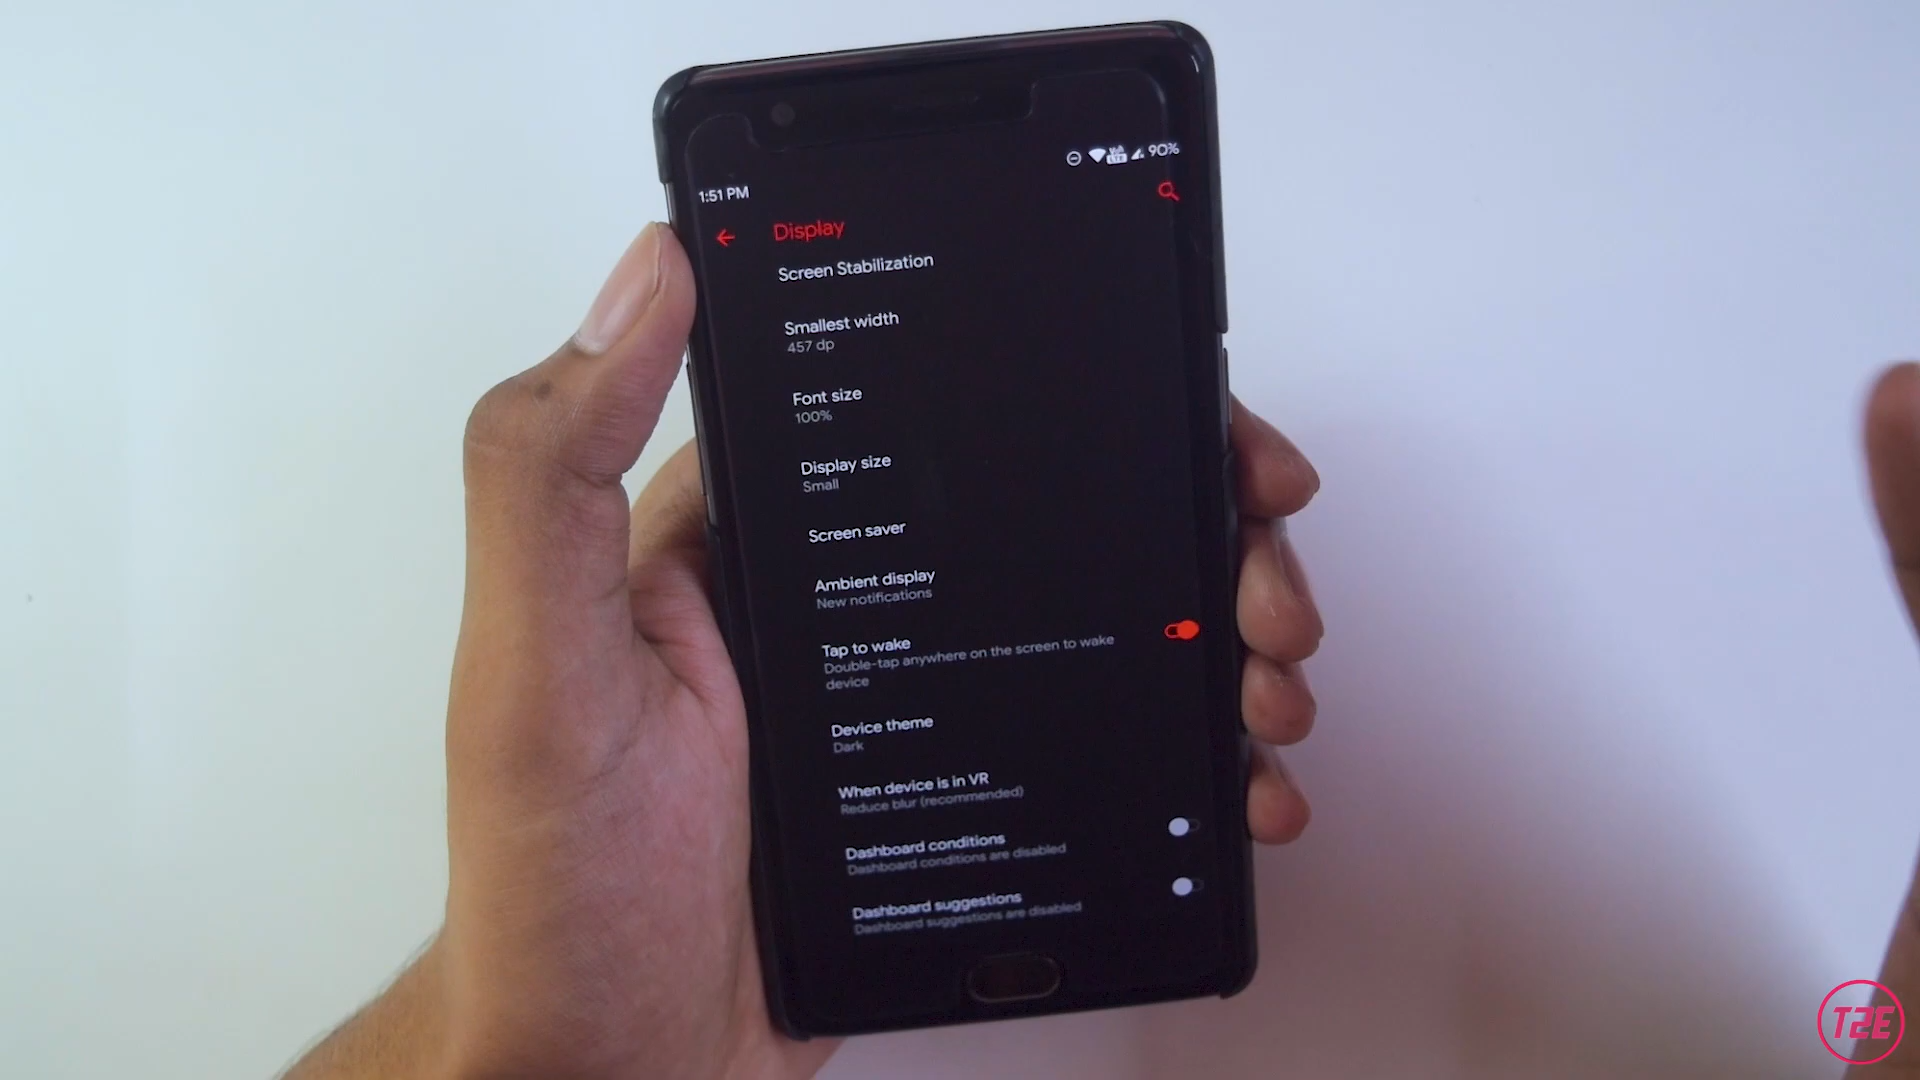 1:51 PM
90%
Display
Screen Stabilization
Smallest width
457 dp
Font size
100%
Display size
Small
Screen saver
Ambient display
New notifications
Tap to wake
Double-tap anywhere on the screen to wake
device
Device theme
Dark
When device is in VR
Reduce blur (recommended)
Dashboard conditions
Dashboard conditions are disabled
Dashboard suggestions
Dashboard suggestions are disabled
T2E